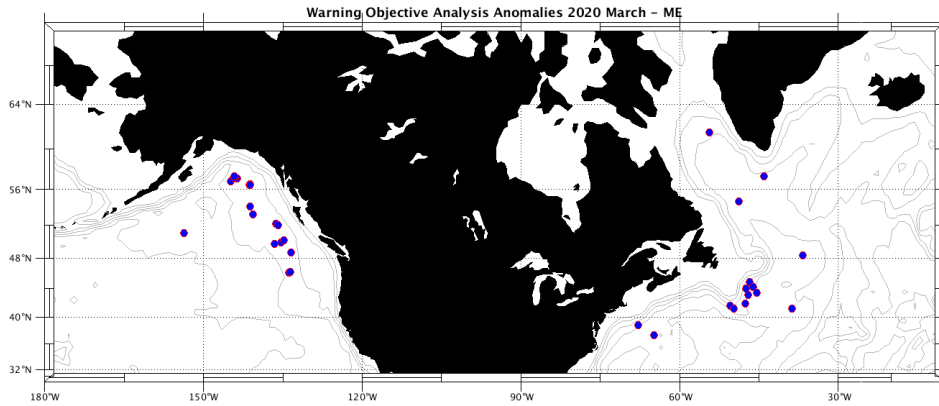 Warning Objective Analysis Anomalies 2020 March – ME
64°N
56°N
48°N
40°N
32°N
180°W
150°W
120°W
90°W
60°W
30°W